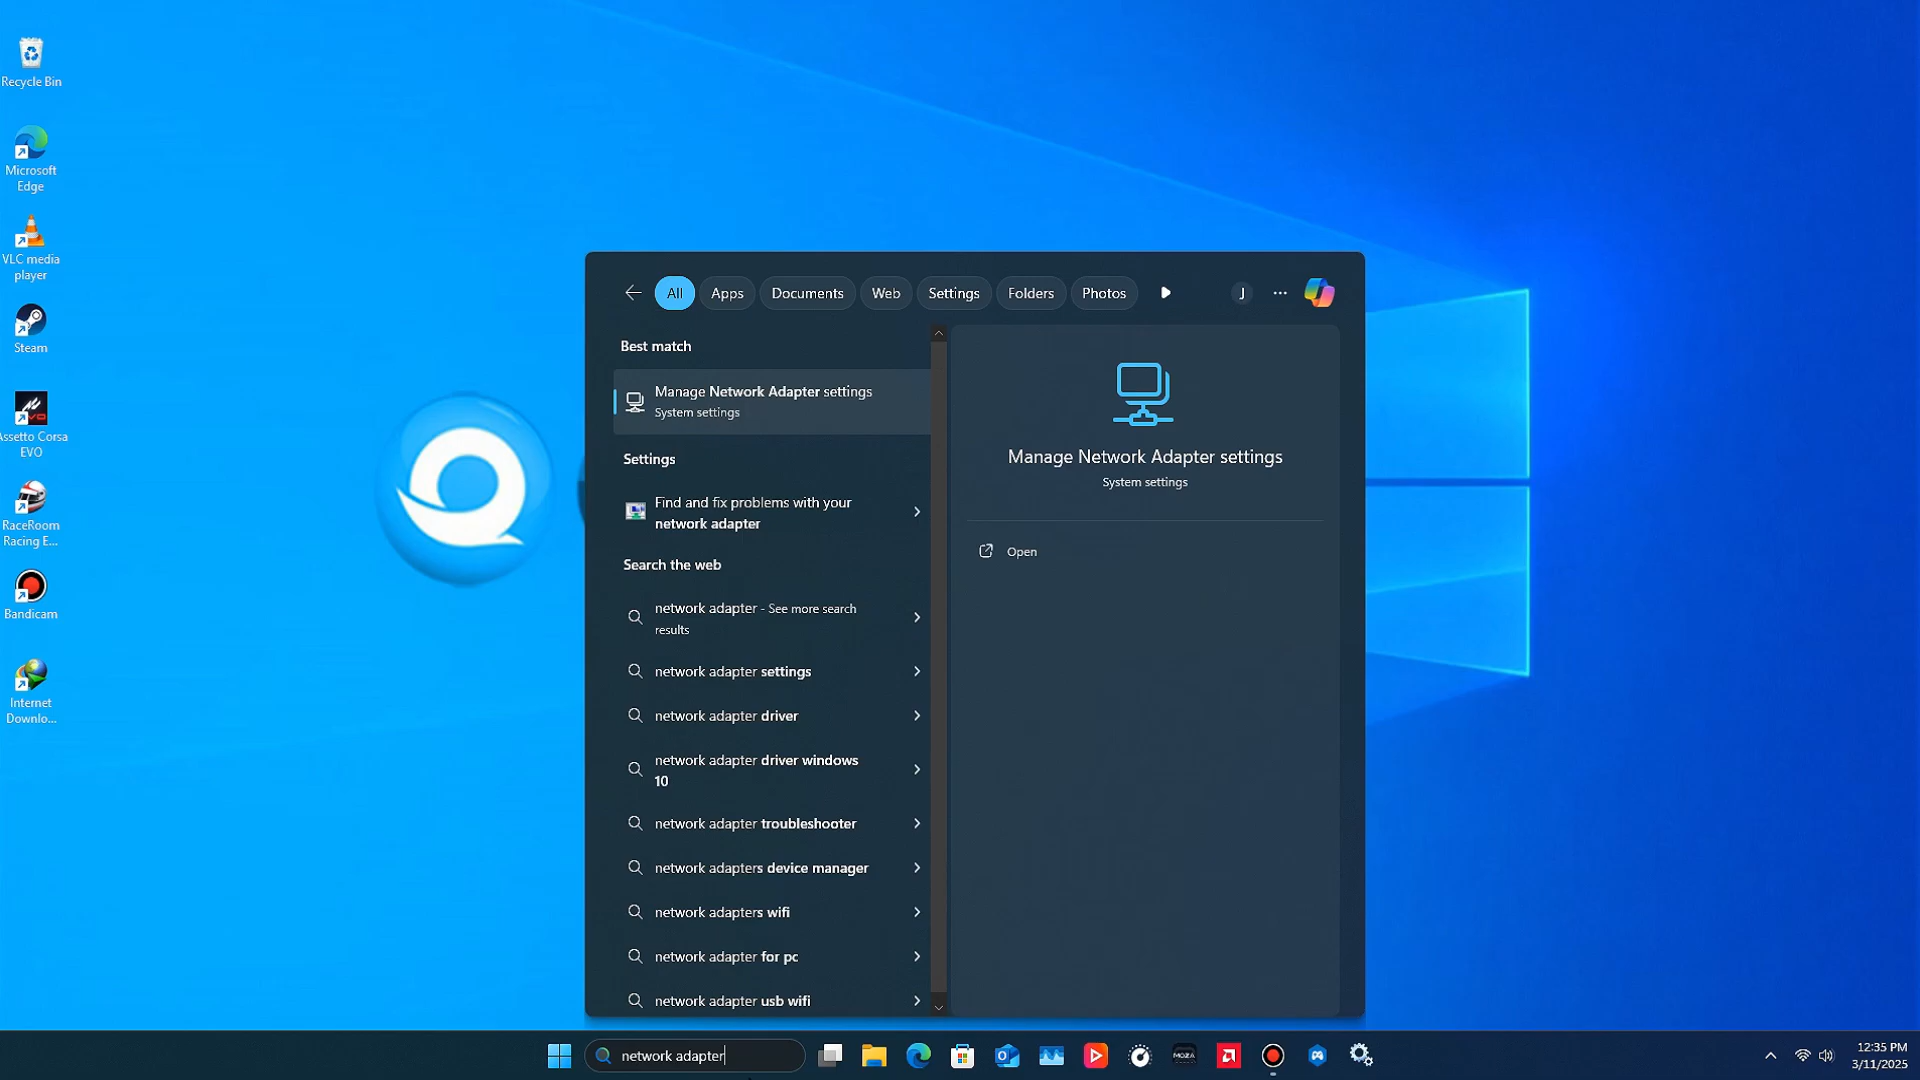 Recycle Bin
Microsoft
Edge
VLC media
player
Steam
Assetto Corsa
EVO
RaceRoom
Racing E...
Bandicam
Internet
Downlo...
All
Apps
Documents
Web
Settings
Folders
Photos
J
Best match
Manage Network Adapter settings
System settings
Settings
Find and fix problems with your
network adapter
Search the web
network adapter - See more search
results
network adapter settings
network adapter driver
network adapter driver windows
10
network adapter troubleshooter
network adapters device manager
network adapters wifi
network adapter for pc
network adapter usb wifi
Manage Network Adapter settings
System settings
Open
network adapter
MOZA
12:35 PM
3/11/2025